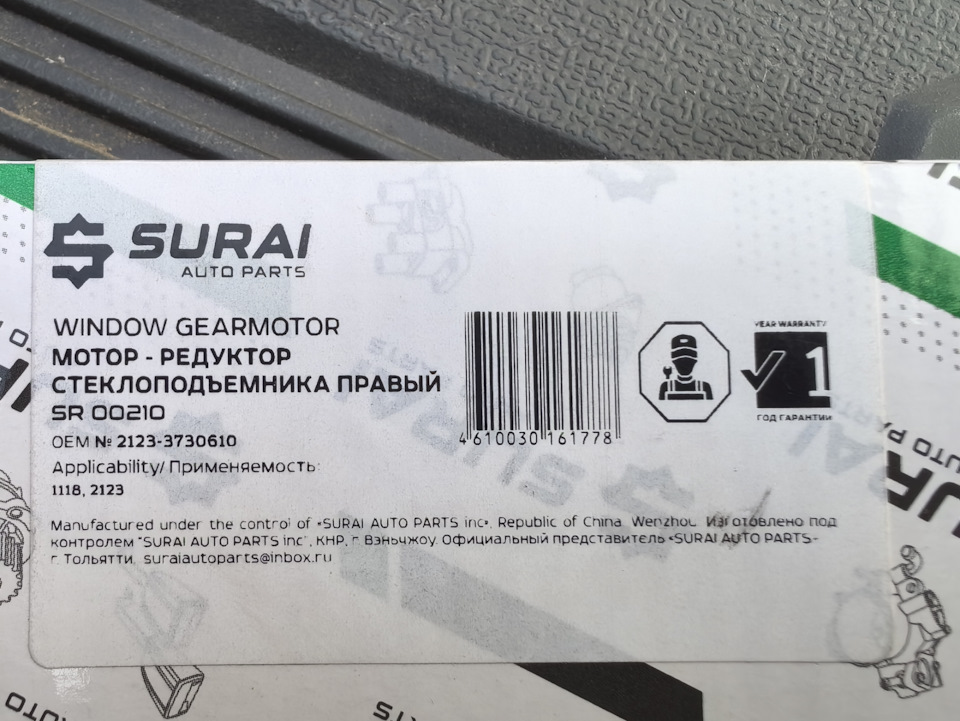 SURAI
AUTO PARTS
WINDOW GEARMOTOR
МОТОР - РЕДУКТОР
СТЕКЛОПОДЪЕМНИКА ПРАВЫЙ
SR 00210
OEM № 2123-3730610
Applicability/ Применяемость:
1118, 2123
4 610030 161778
YEAR WARRANTY
1
ГОД ГАРАНТИИ
Manufactured under the control of «SURAI AUTO PARTS inc», Republic of China, Wenzhou. Изготовлено под
контролем "SURAI AUTO PARTS inc", КНР, г. Вэньчжоу. Официальный представитель «SURAI AUTO PARTS»
г. Тольятти, suraiautoparts@inbox.ru